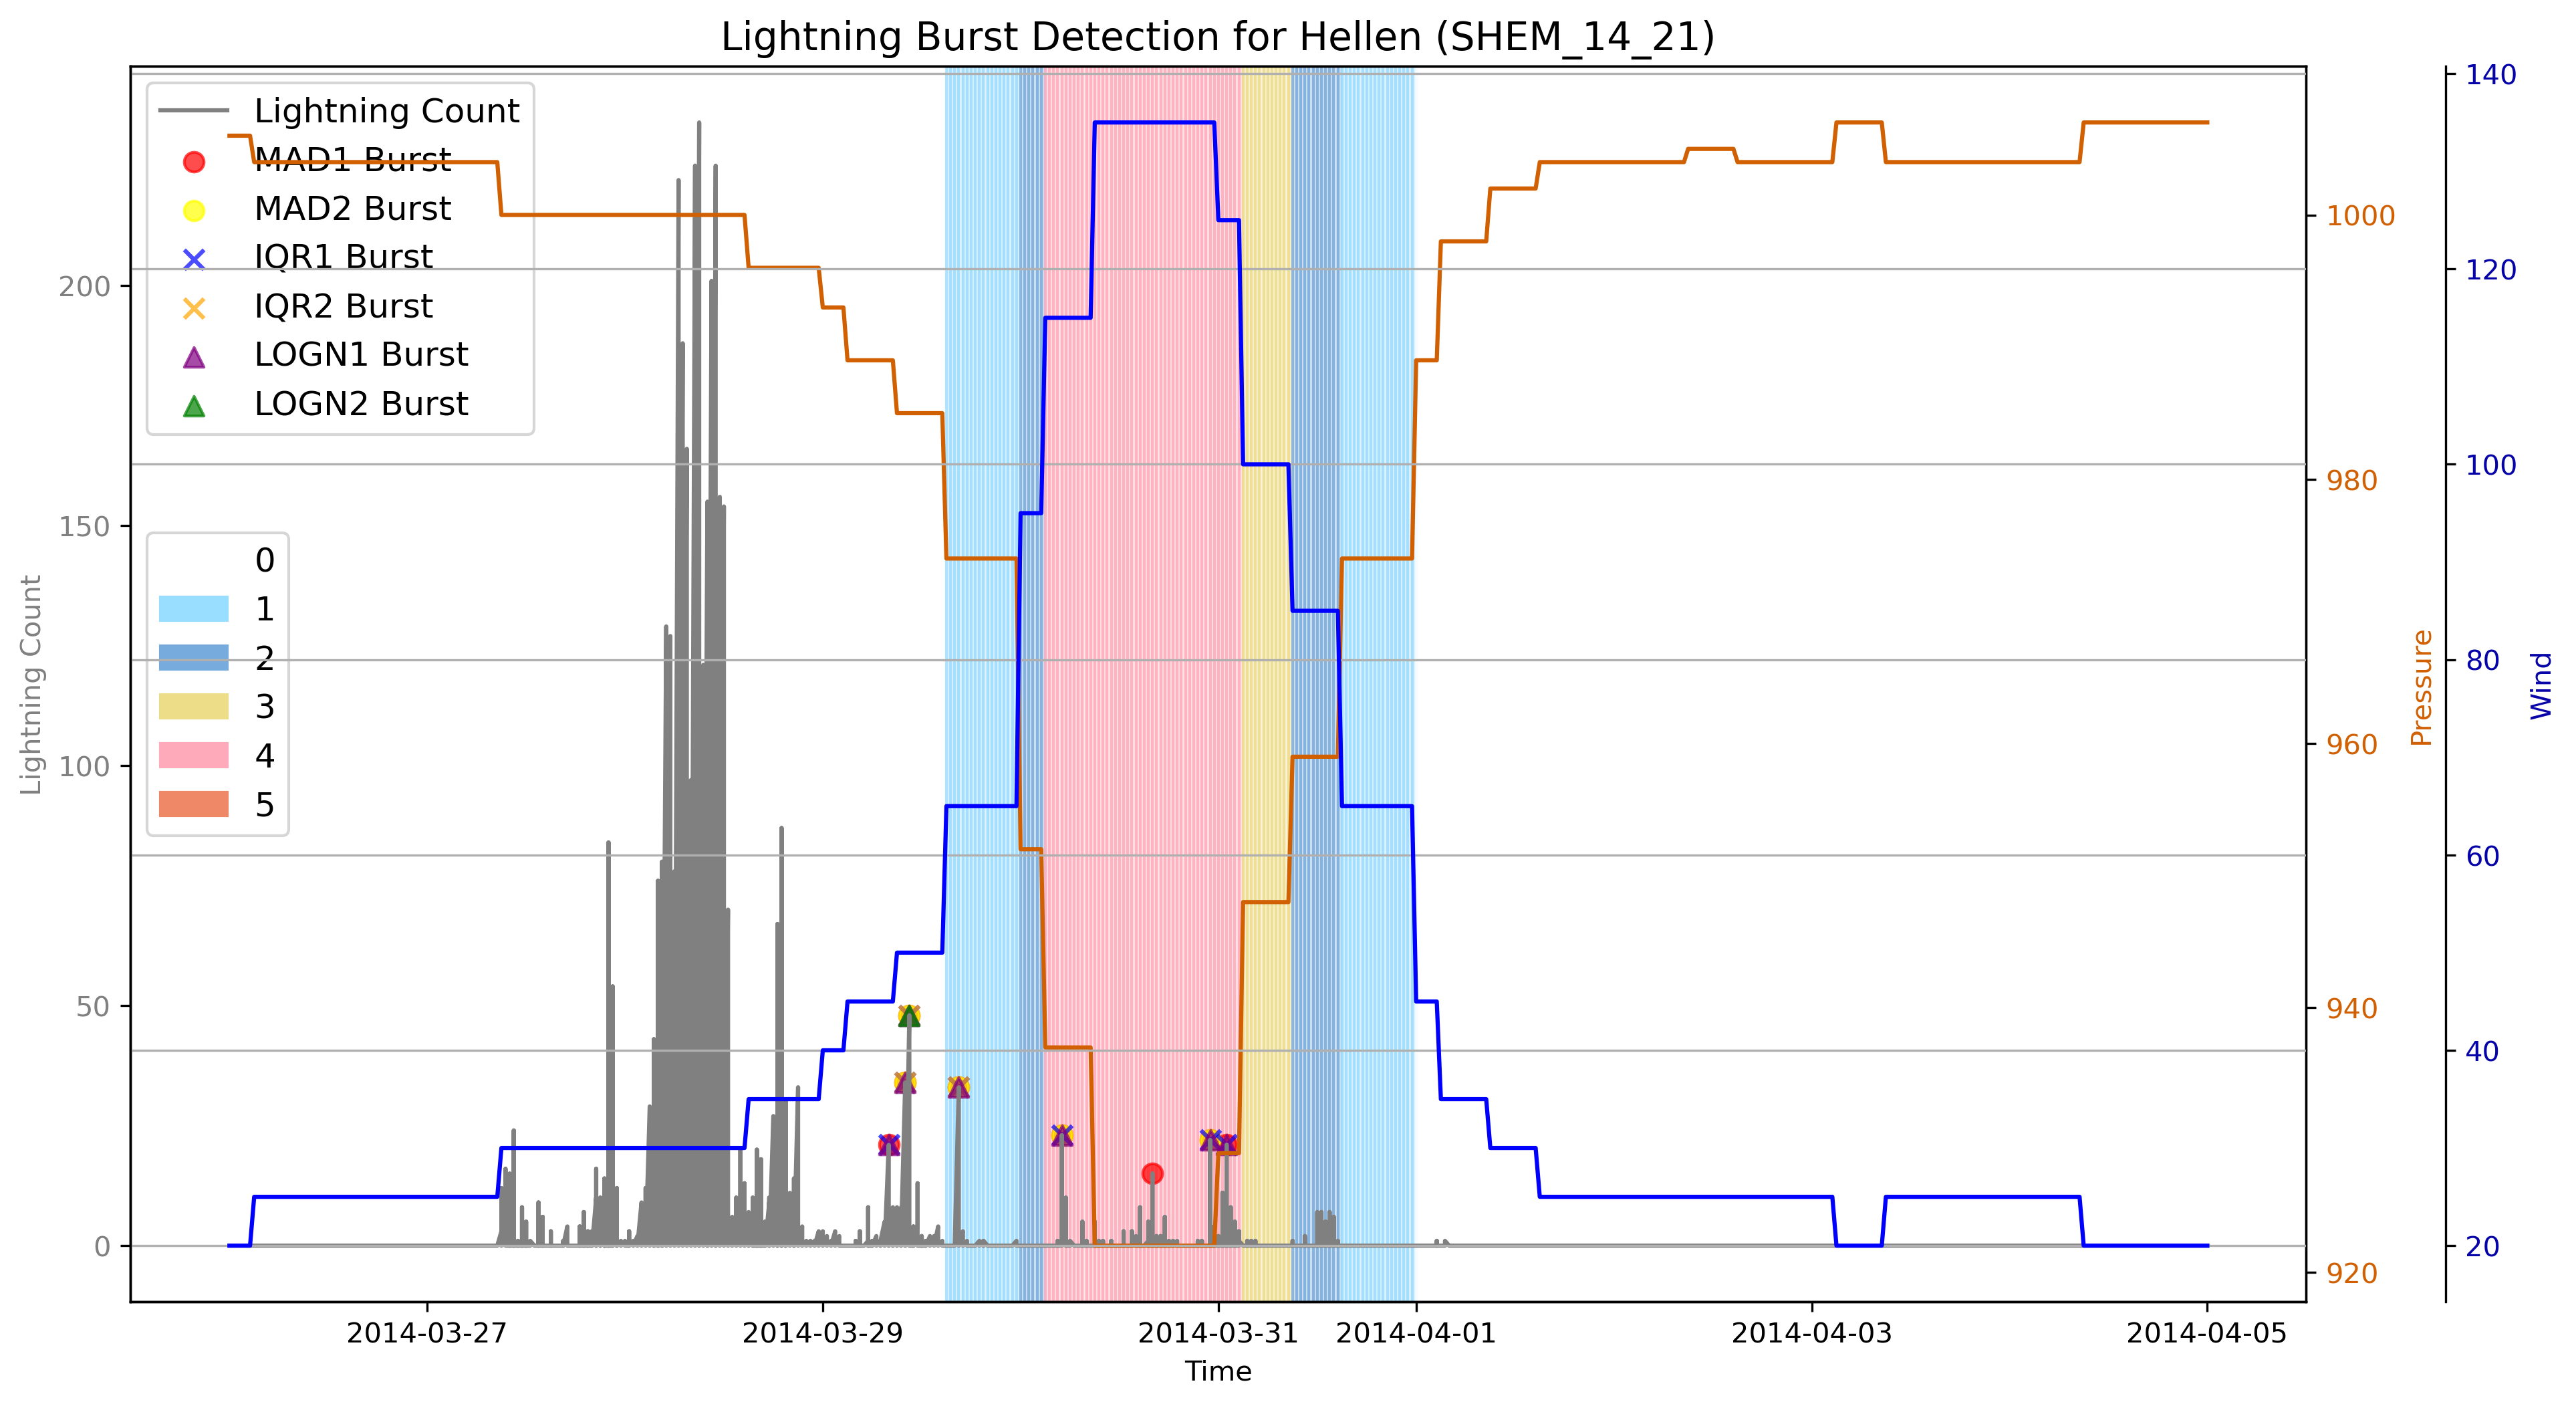 Lightning Burst Detection for Hellen (SHEM_14_21)
Lightning Count
MAD1 Burst
MAD2 Burst
IQR1 Burst
IQR2 Burst
LOGN1 Burst
LOGN2 Burst
0
1
2
3
4
5
Lightning Count
200
150
100
50
0
1000
980
960
940
920
Pressure
140
120
100
80
60
40
20
Wind
2014-03-27
2014-03-29
2014-03-31
2014-04-01
2014-04-03
2014-04-05
Time